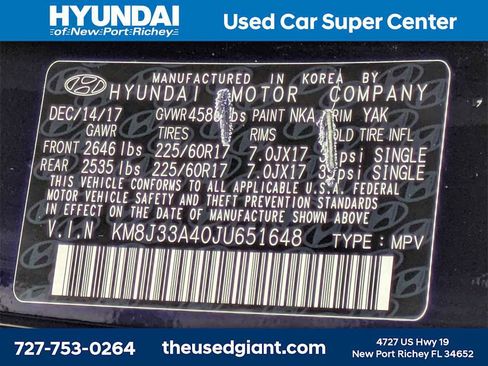 HYUNDAI
of New Port Richey
Used Car Super Center
MANUFACTURED IN KOREA BY
HYUNDAI MOTOR COMPANY
DEC/14/17 GVWR 4586 lbs PAINT NKA TRIM YAK
GAWR TIRES RIMS COLD TIRE INFL
FRONT 2646 lbs 225/60R17 7.0JX17 psi SINGLE
REAR 2535 lbs 225/60R17 7.0JX17 psi SINGLE
THIS VEHICLE CONFORMS TO ALL APPLICABLE U.S.A. FEDERAL
MOTOR VEHICLE SAFETY AND THEFT PREVENTION STANDARDS IN
EFFECT ON THE DATE OF MANUFACTURE SHOWN ABOVE.
V.I.N KM8J33A40JU651648 TYPE: MPV
727-753-0264
theusedgiant.com
4727 US Hwy 19
New Port Richey FL 34652